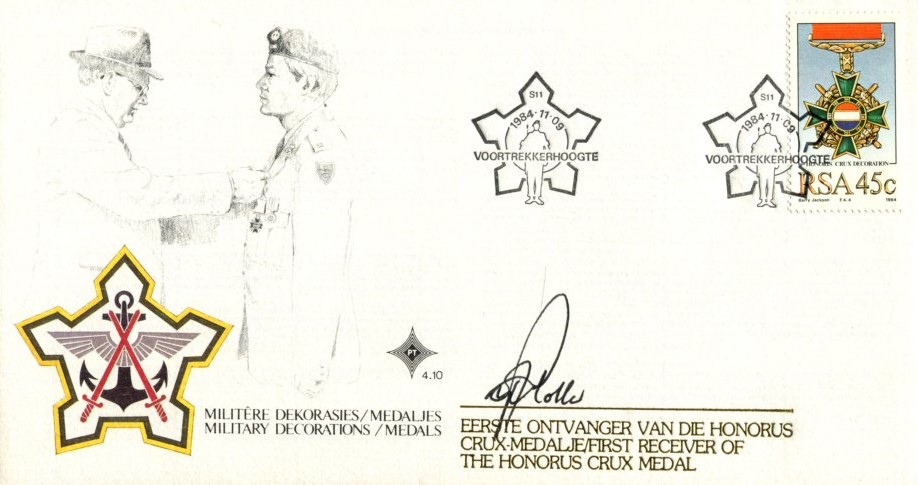 S11
1984·11·09
VOORTREKKERHOOGTE
S11
1984·11·09
VOORTREKKERHOOGTE
HONORIS CRUX DECORATION
RSA 45c
Barry Jackson 1984
PT
4.10
MILITÊRE DEKORASIES/MEDALJES
MILITARY DECORATIONS/MEDALS
EERSTE ONTVANGER VAN DIE HONORUS
CRUX-MEDALJE/FIRST RECEIVER OF
THE HONORUS CRUX MEDAL